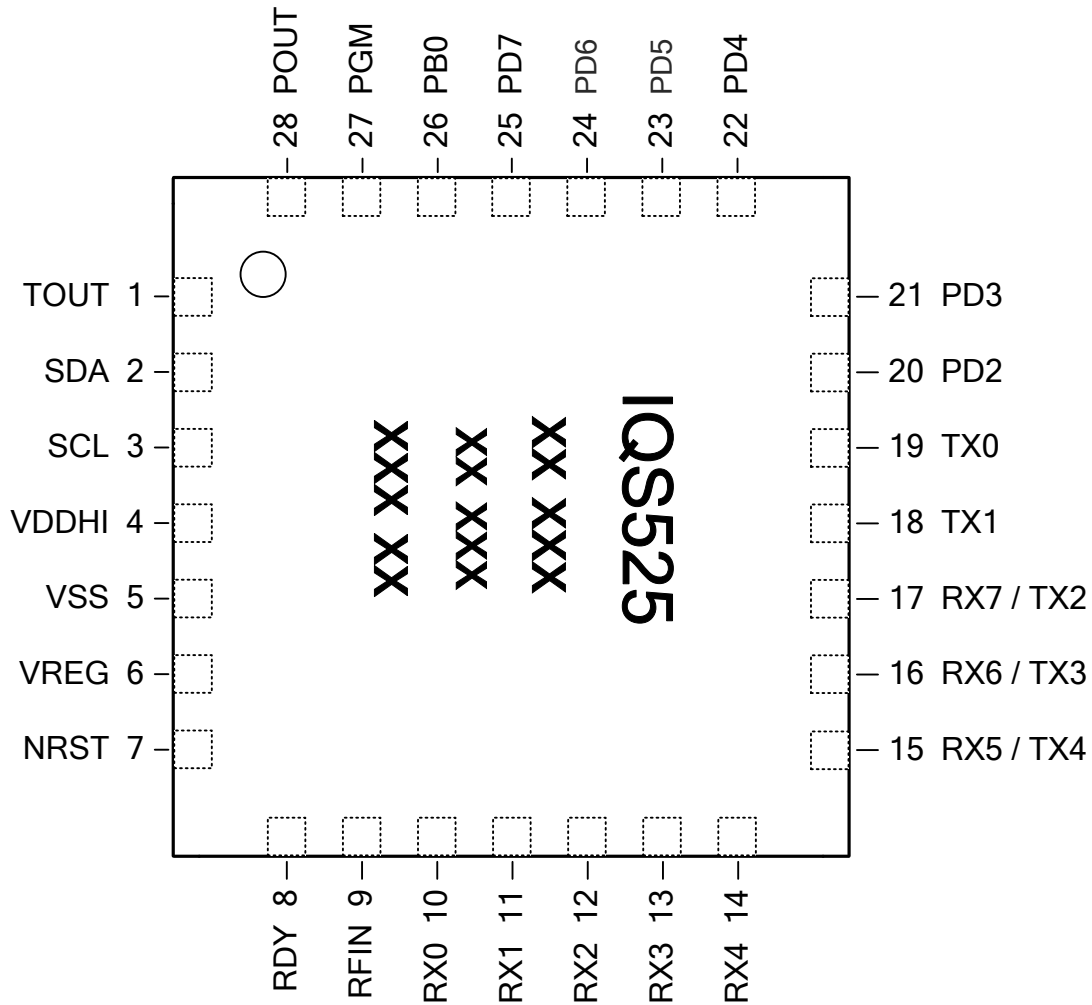 28 POUT
27 PGM
26 PB0
25 PD7
24 PD6
23 PD5
22 PD4
TOUT 1
SDA 2
SCL 3
VDDHI 4
VSS 5
VREG 6
NRST 7
IQS525
XX XXX
XX XXX
XXX XX
21 PD3
20 PD2
19 TX0
18 TX1
17 RX7 / TX2
16 RX6 / TX3
15 RX5 / TX4
RDY 8
RFIN 9
RX0 10
RX1 11
RX2 12
RX3 13
RX4 14